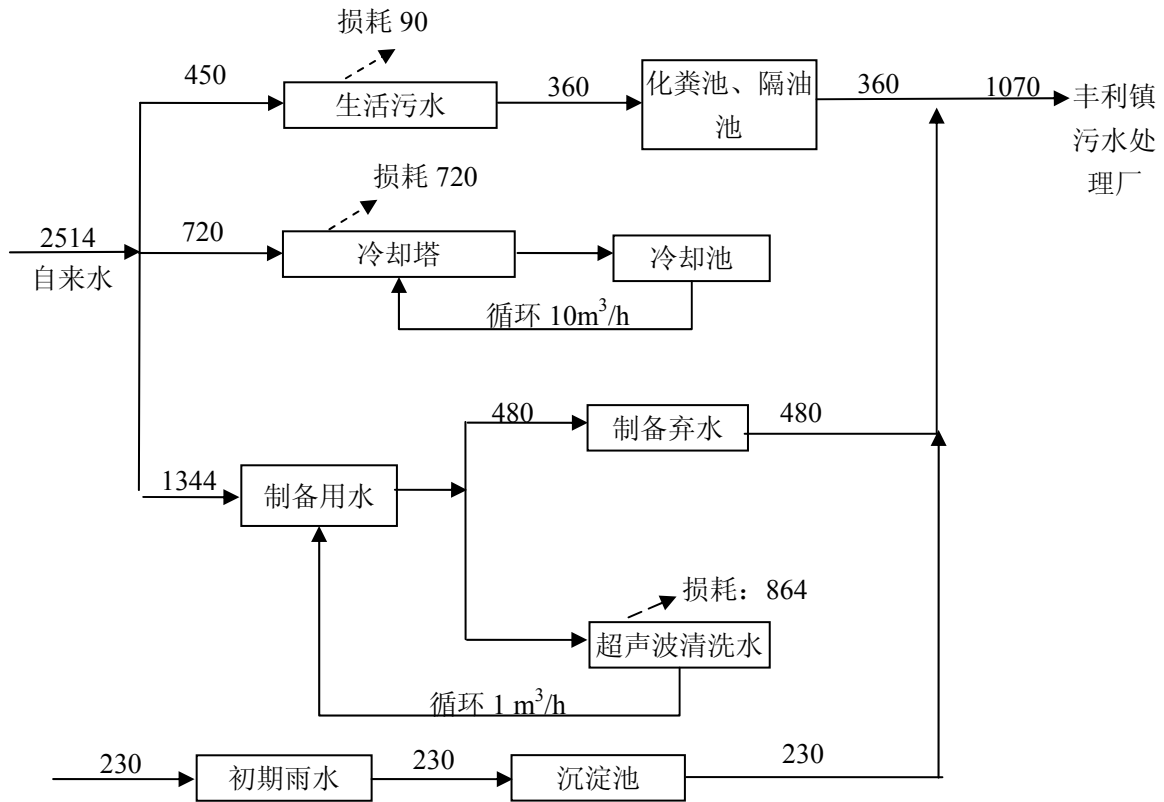 损耗 90
450
生活污水
360
化粪池、隔油
池
360
1070
丰利镇
污水处
理厂
损耗 720
2514
自来水
720
冷却塔
冷却池
循环 10m³/h
480
制备弃水
480
1344
制备用水
损耗：864
超声波清洗水
循环 1 m³/h
230
初期雨水
230
沉淀池
230